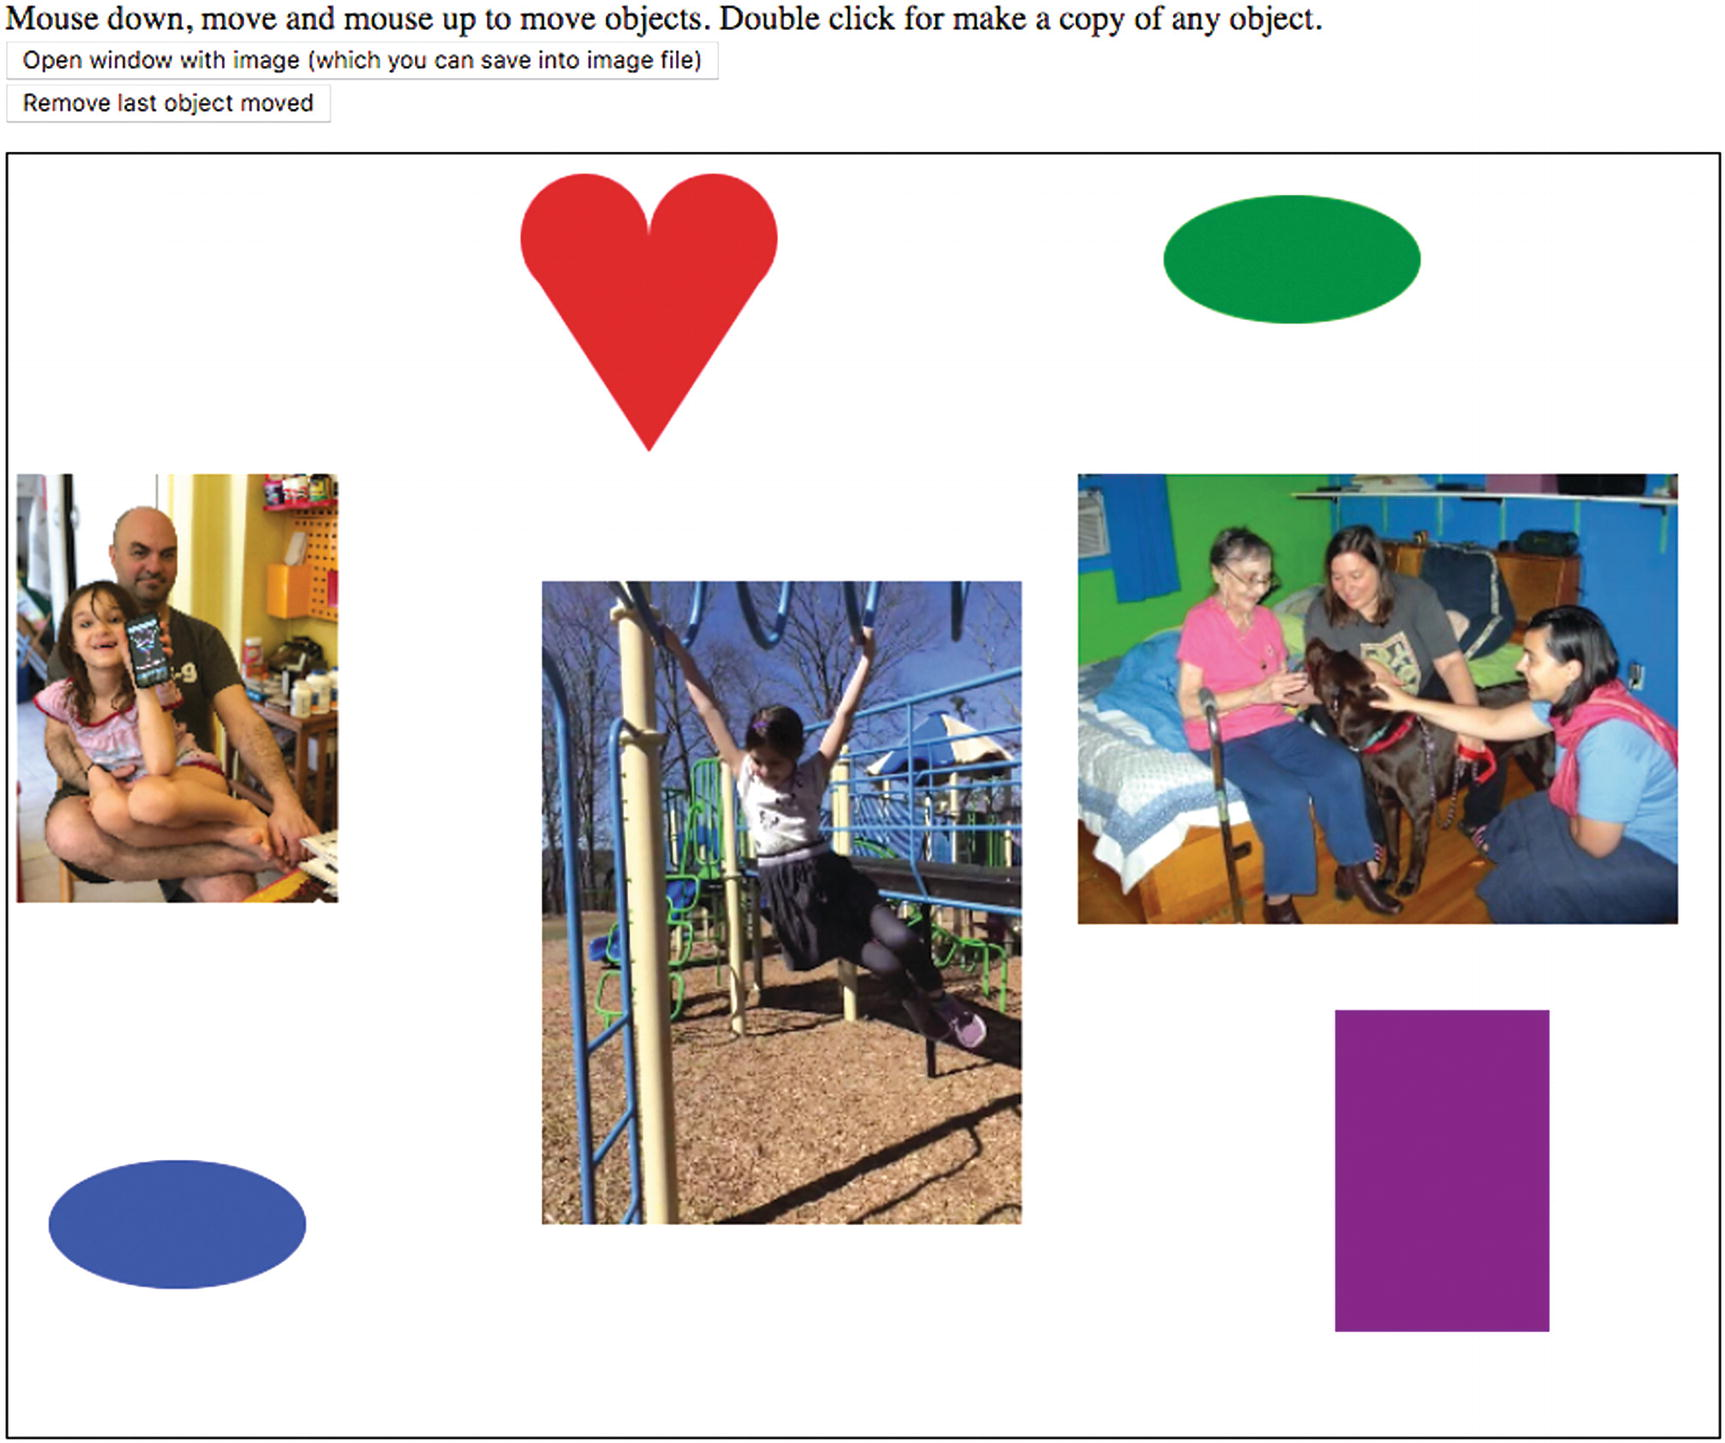 Mouse down, move and mouse up to move objects. Double click for make a copy of any object.
Open window with image (which you can save into image file)
Remove last object moved
-9